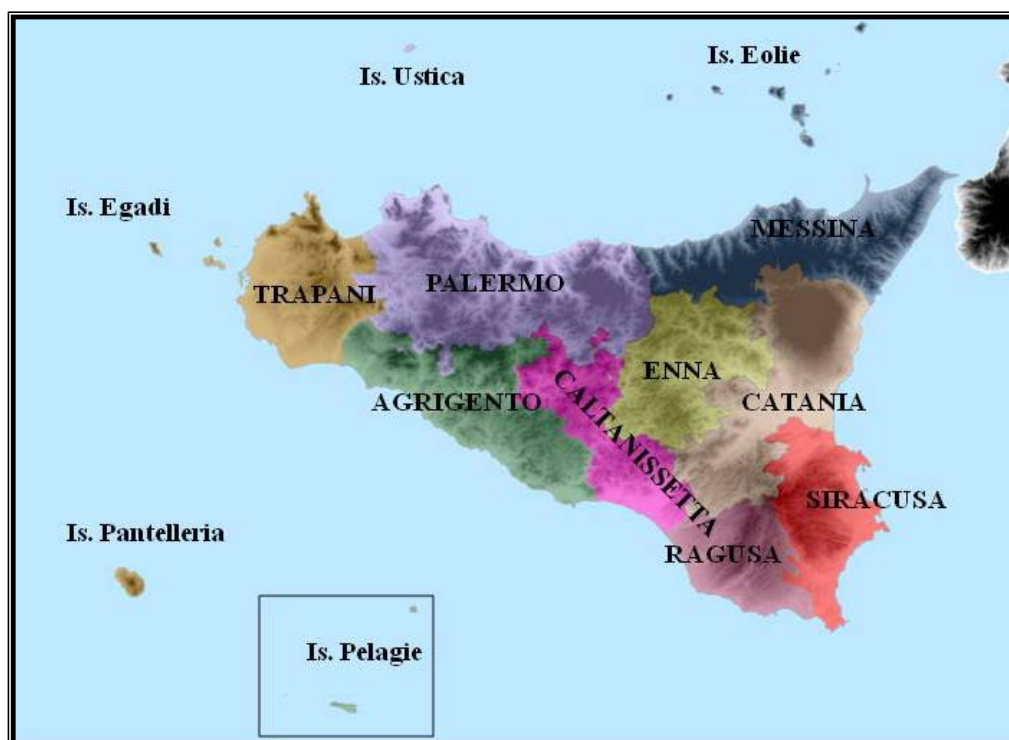 Is. Eolie
Is. Ustica
Is. Egadi
MESSINA
PALERMO
TRAPANI
ENNA
CALTANISSETTA
AGRIGENTO
CATANIA
SIRACUSA
Is. Pantelleria
RAGUSA
Is. Pelagie